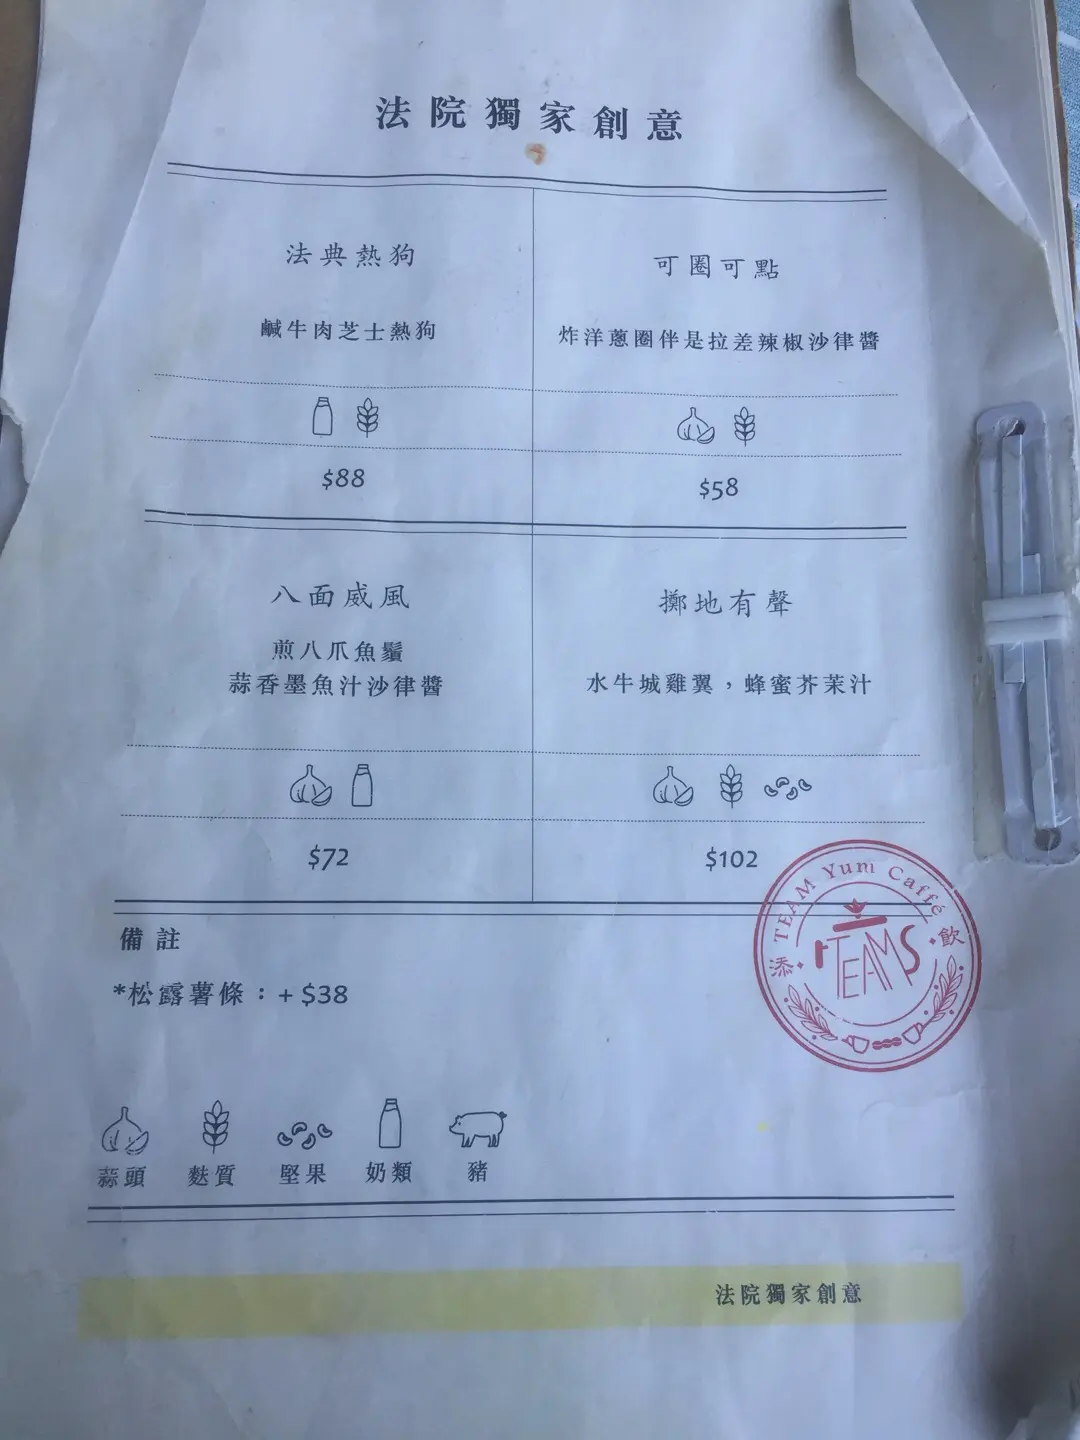 法院獨家創意
法典熱狗
鹹牛肉芝士熱狗
$88
可圈可點
炸洋蔥圈伴是拉差辣椒沙律醬
$58
八面威風
煎八爪魚鬚
蒜香墨魚汁沙律醬
$72
擲地有聲
水牛城雞翼，蜂蜜芥茉汁
$102
備註
*松露薯條：+ $38
TEAM Yum Caffé
添
飲
TEAMS
蒜頭
麩質
堅果
奶類
豬
法院獨家創意